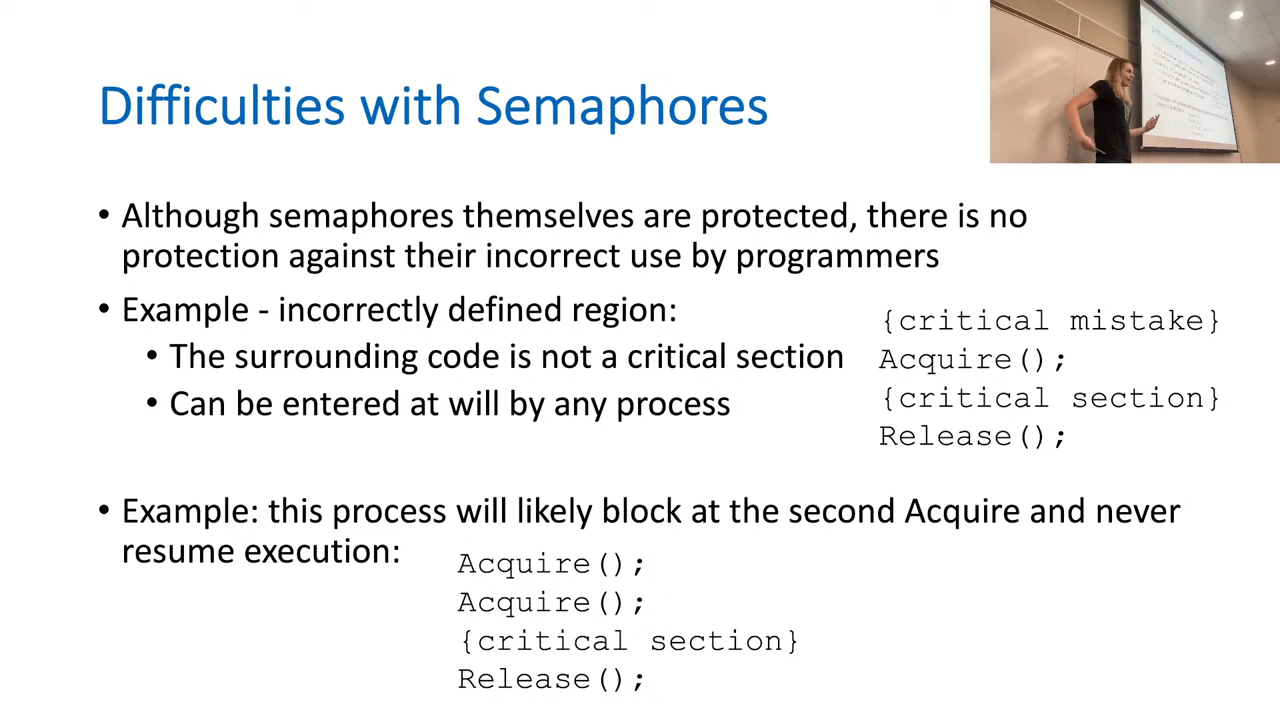 Difficulties with Semaphores
• Although semaphores themselves are protected, there is no
protection against their incorrect use by programmers
• Example - incorrectly defined region:
• The surrounding code is not a critical section
• Can be entered at will by any process
{critical mistake}
Acquire();
{critical section}
Release();
• Example: this process will likely block at the second Acquire and never
resume execution:
Acquire();
Acquire();
{critical section}
Release();